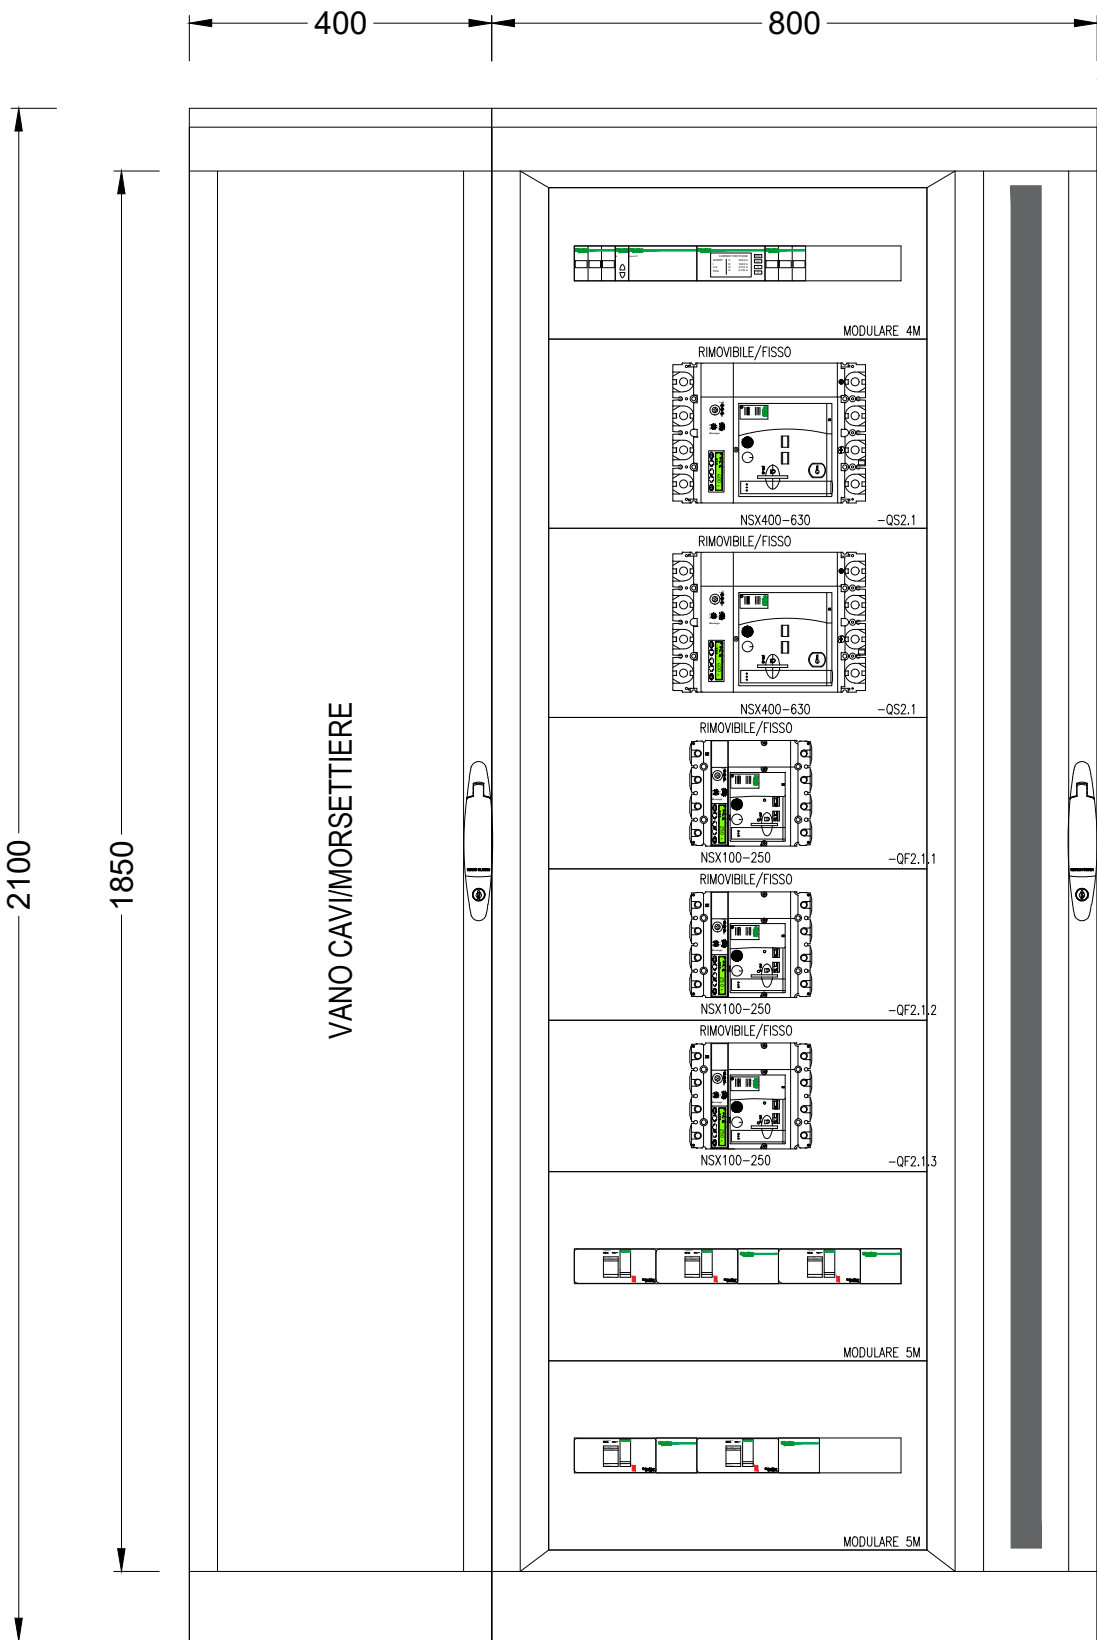 400
800
MODULARE 4M
RIMOVIBILE/FISSO
NSX400-630 -QS2.1
RIMOVIBILE/FISSO
NSX400-630 -QS2.1
RIMOVIBILE/FISSO
NSX100-250 -QF2.1.1
RIMOVIBILE/FISSO
NSX100-250 -QF2.1.2
RIMOVIBILE/FISSO
NSX100-250 -QF2.1.3
MODULARE 5M
MODULARE 5M
VANO CAVI/MORSETTIERE
2100
1850